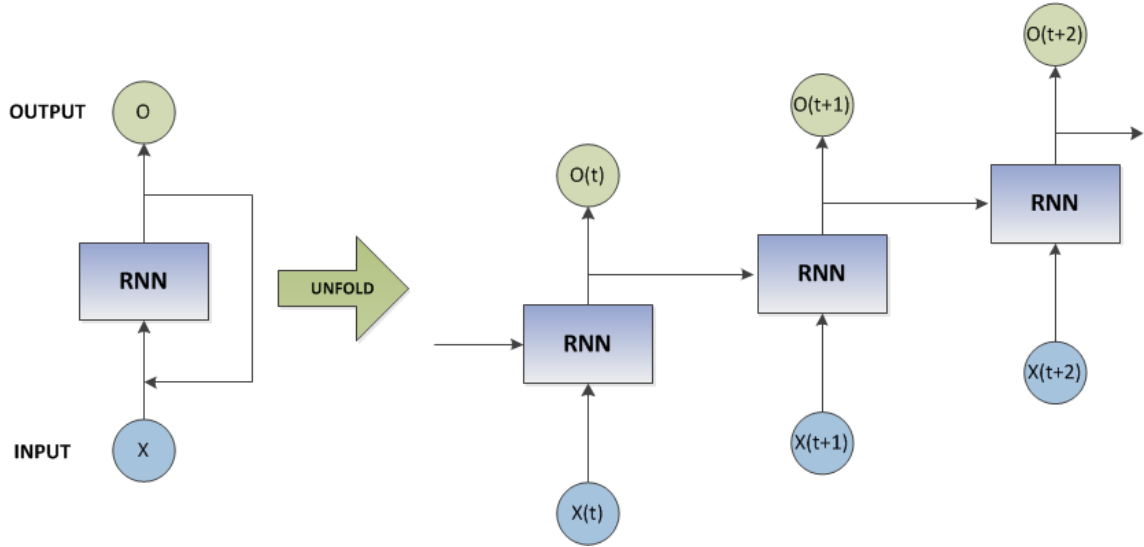 OUTPUT
O
RNN
INPUT
X
UNFOLD
O(t)
RNN
X(t)
O(t+1)
RNN
X(t+1)
O(t+2)
RNN
X(t+2)